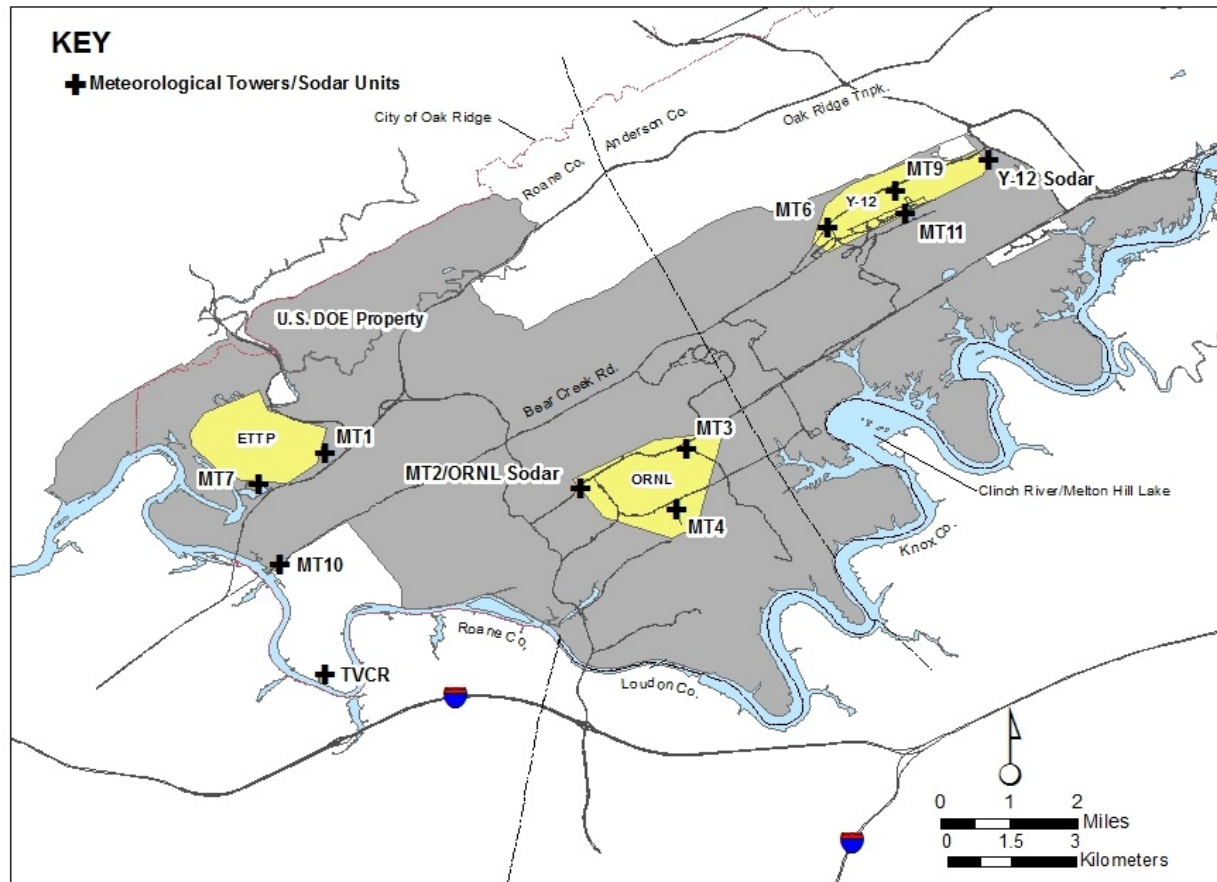 KEY
Meteorological Towers/Sodar Units
City of Oak Ridge
Roane Co.
Anderson Co.
Oak Ridge Tnpk.
MT9
Y-12 Sodar
Y-12
MT6
MT11
U.S. DOE Property
Bear Creek Rd.
ETTP
MT1
MT3
MT7
MT2/ORNL Sodar
ORNL
Clinch River/Melton Hill Lake
MT4
Knox Co.
MT10
Roane Co.
TVCR
Loudon Co.
0 1 2
Miles
0 1.5 3
Kilometers